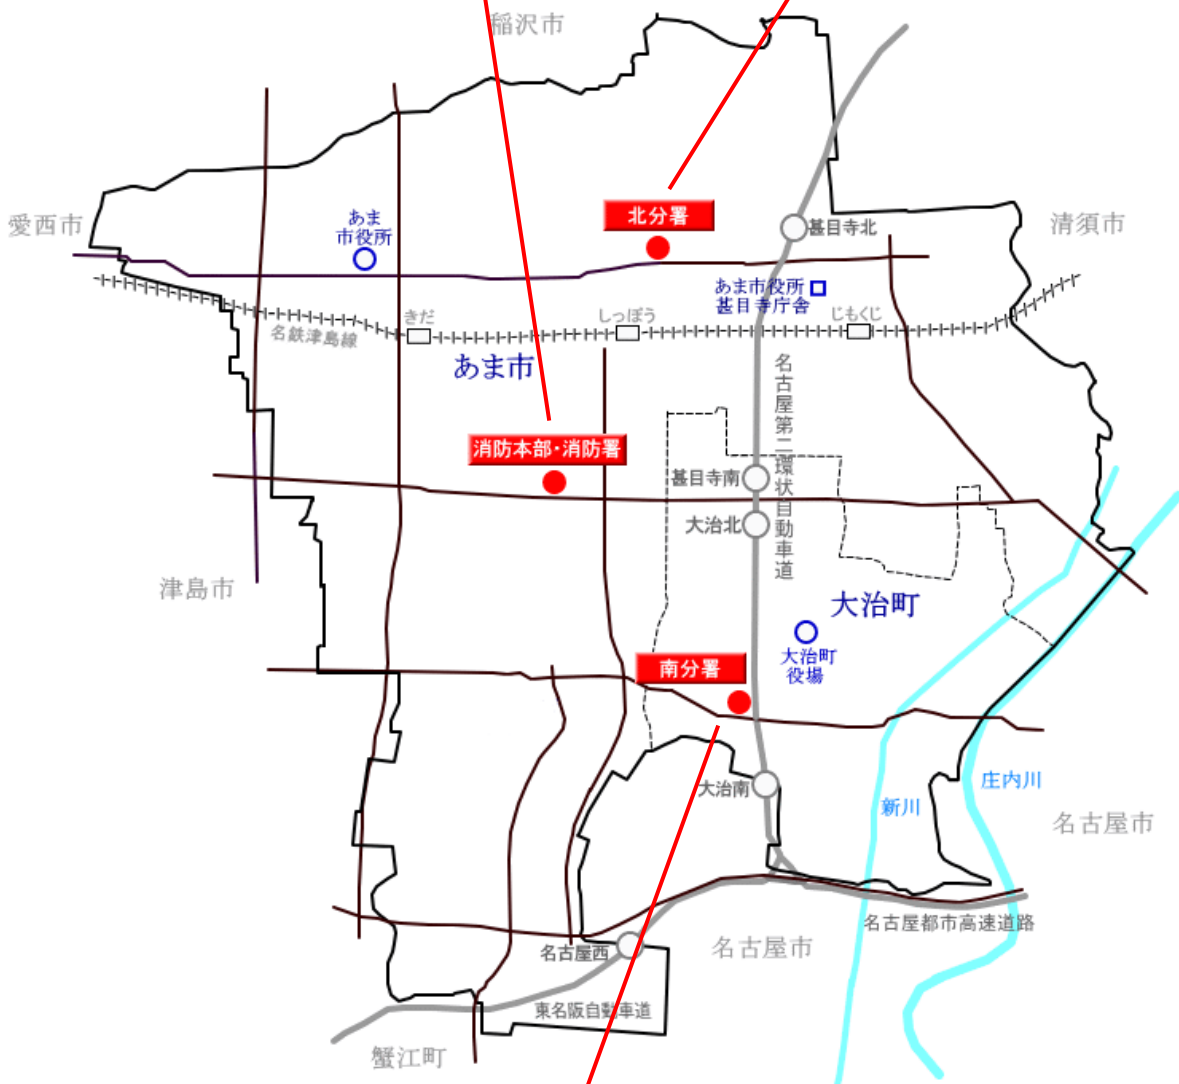 稲沢市
愛西市
あま
市役所
北分署
甚目寺北
清須市
あま市役所
甚目寺庁舎
名鉄津島線
きだ
しっぽう
じもくじ
あま市
名古屋第二環状自動車道
消防本部・消防署
甚目寺南
大治北
津島市
大治町
大治町
役場
南分署
大治南
新川
庄内川
名古屋市
名古屋都市高速道路
名古屋西
名古屋市
東名阪自動車道
蟹江町